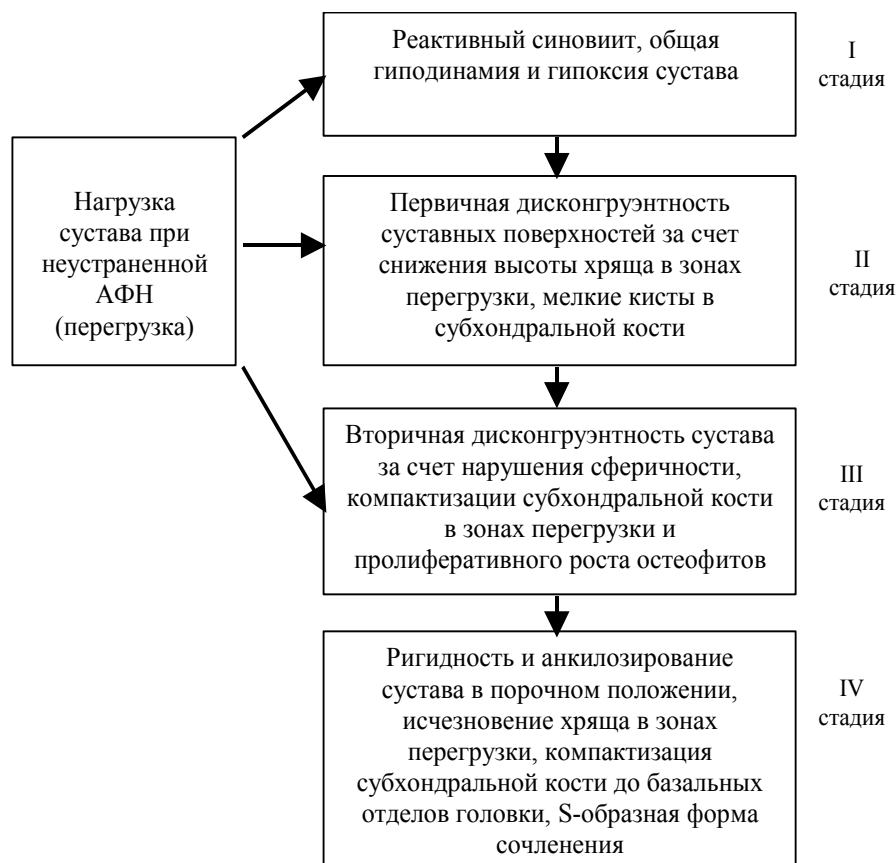 Реактивный синовиит, общая
гиподинамия и гипоксия сустава
I
стадия
Нагрузка
сустава при
неустраненной
АФН
(перегрузка)
Первичная дисконгруэнтность
суставных поверхностей за счет
снижения высоты хряща в зонах
перегрузки, мелкие кисты в
субхондральной кости
II
стадия
Вторичная дисконгруэнтность сустава
за счет нарушения сферичности,
компактизации субхондральной кости
в зонах перегрузки и
пролиферативного роста остеофитов
III
стадия
Ригидность и анкилозирование
сустава в порочном положении,
исчезновение хряща в зонах
перегрузки, компактизация
субхондральной кости до базальных
отделов головки, S-образная форма
сочленения
IV
стадия